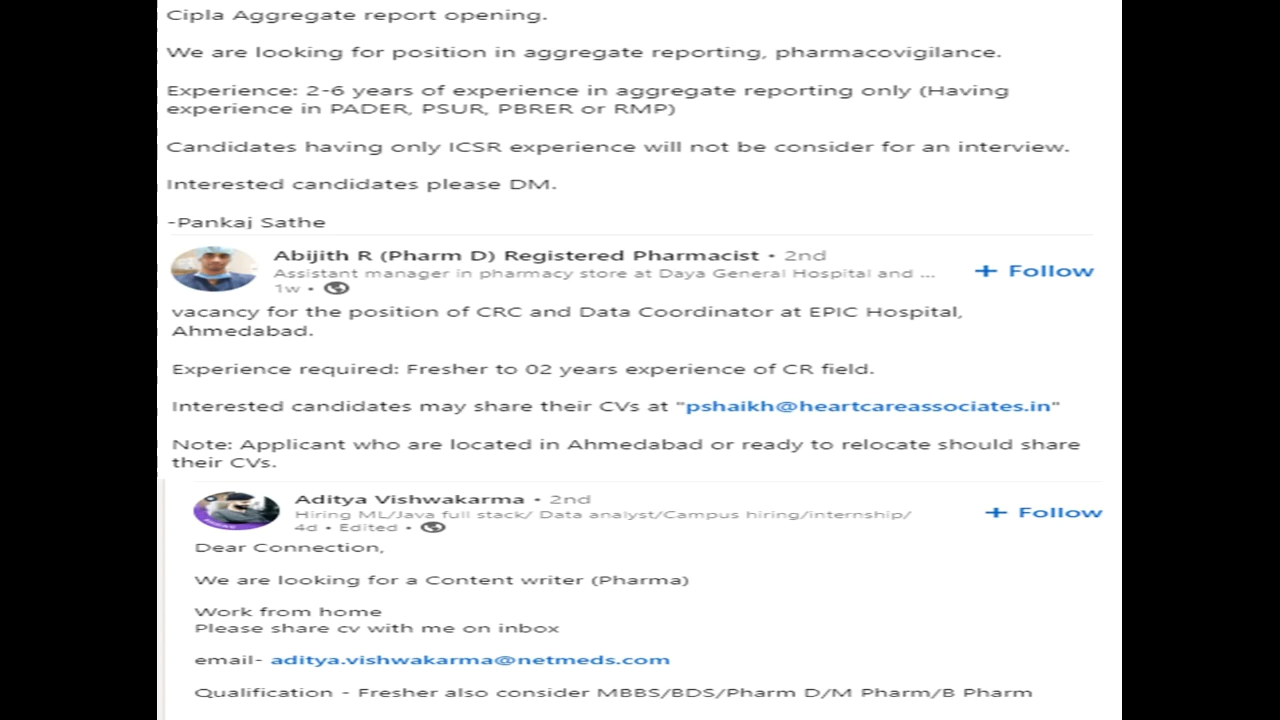 Cipla Aggregate report opening.
We are looking for position in aggregate reporting, pharmacovigilance.
Experience: 2-6 years of experience in aggregate reporting only (Having
experience in PADER, PSUR, PBRER or RMP)
Candidates having only ICSR experience will not be consider for an interview.
Interested candidates please DM.
-Pankaj Sathe
Abijith R (Pharm D) Registered Pharmacist • 2nd
Assistant manager in pharmacy store at Daya General Hospital and ...
+ Follow
1w •
vacancy for the position of CRC and Data Coordinator at EPIC Hospital,
Ahmedabad.
Experience required: Fresher to 02 years experience of CR field.
Interested candidates may share their CVs at "pshaikh@heartcareassociates.in"
Note: Applicant who are located in Ahmedabad or ready to relocate should share
their CVs.
Aditya Vishwakarma • 2nd
Hiring ML/Java full stack/ Data analyst/Campus hiring/internship/
+ Follow
4d • Edited •
Dear Connection,
We are looking for a Content writer (Pharma)
Work from home
Please share cv with me on inbox
email- aditya.vishwakarma@netmeds.com
Qualification - Fresher also consider MBBS/BDS/Pharm D/M Pharm/B Pharm